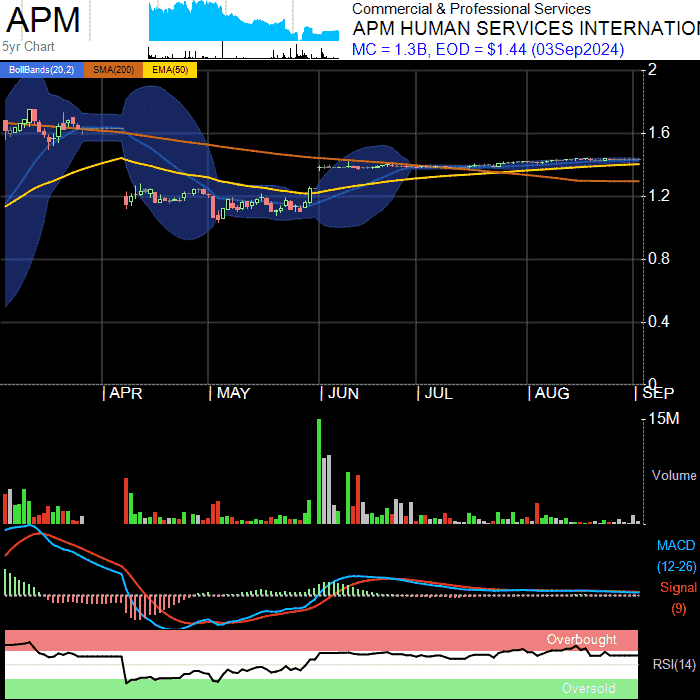 APM
5yr Chart
Commercial & Professional Services
APM HUMAN SERVICES INTERNATIO
MC = 1.3B, EOD = $1.44 (03Sep2024)
BollBands(20,2) SMA(200) EMA(50)
2
1.6
1.2
0.8
0.4
0
APR MAY JUN JUL AUG SEP
15M
Volume
MACD
(12-26)
Signal
(9)
Overbought
RSI(14)
Oversold